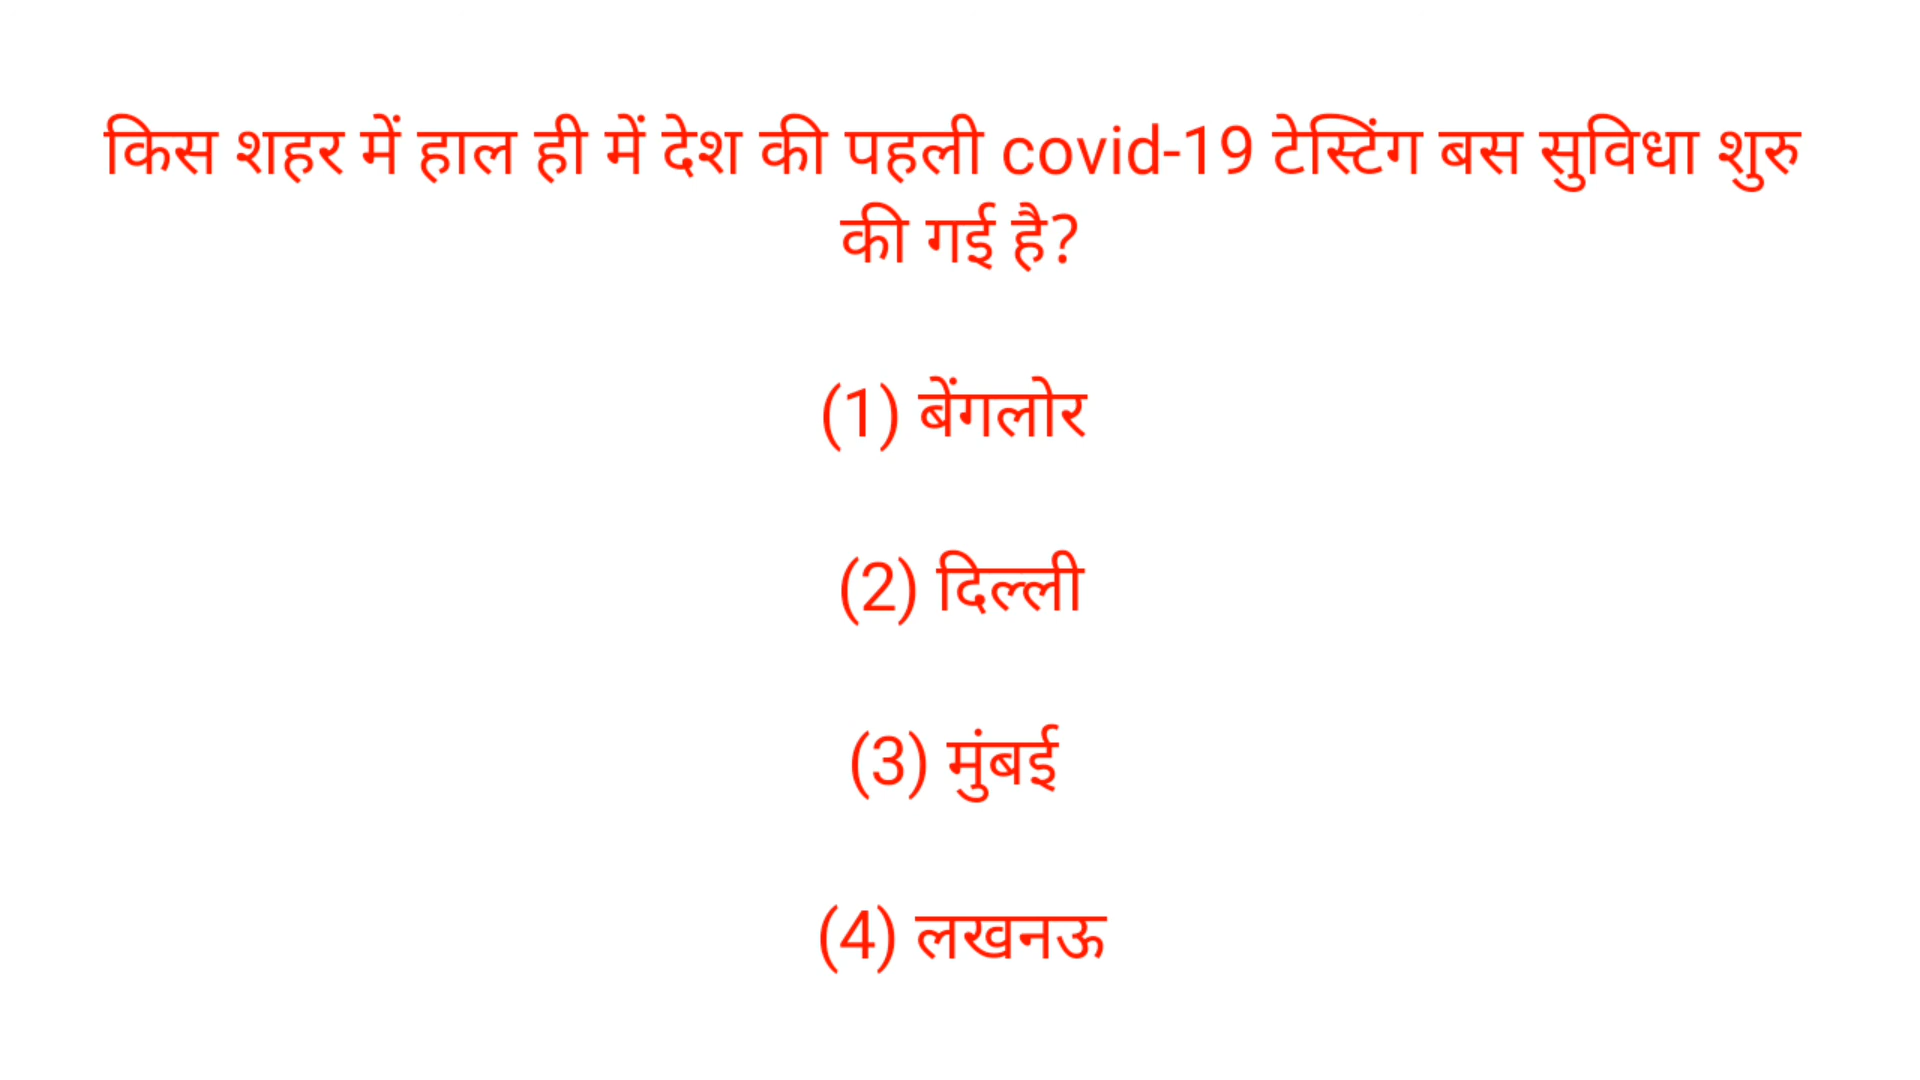 किस शहर में हाल ही में देश की पहली covid-19 टेस्टिंग बस सुविधा शुरु
की गई है?
(1) बेंगलोर
(2) दिल्ली
(3) मुंबई
(4) लखनऊ